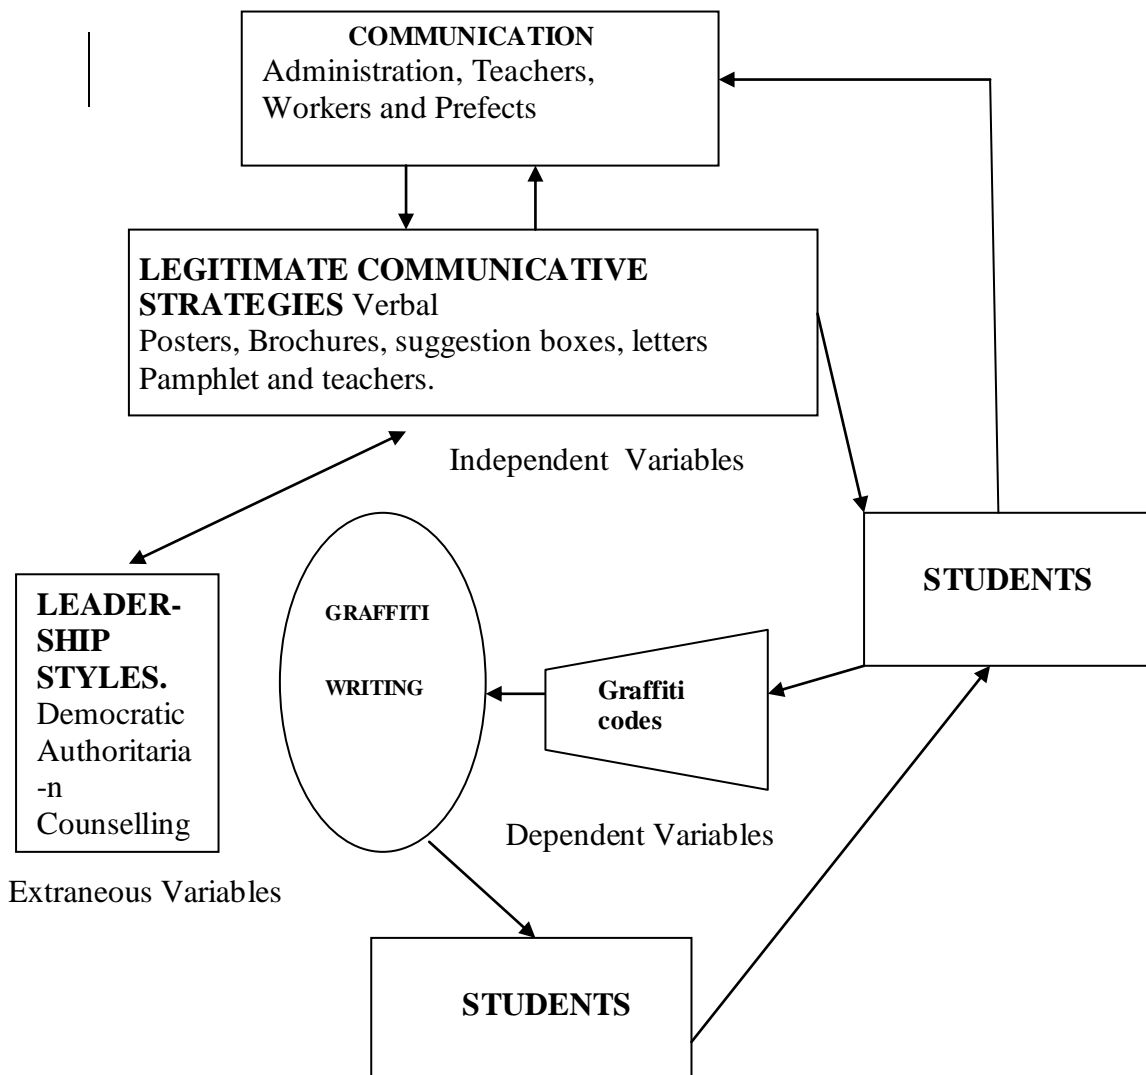 COMMUNICATION
Administration, Teachers,
Workers and Prefects
LEGITIMATE COMMUNICATIVE
STRATEGIES Verbal
Posters, Brochures, suggestion boxes, letters
Pamphlet and teachers.
Independent Variables
STUDENTS
LEADER-
SHIP
STYLES.
Democratic
Authoritaria
-n
Counselling
GRAFFITI
WRITING
Graffiti
codes
Dependent Variables
Extraneous Variables
STUDENTS